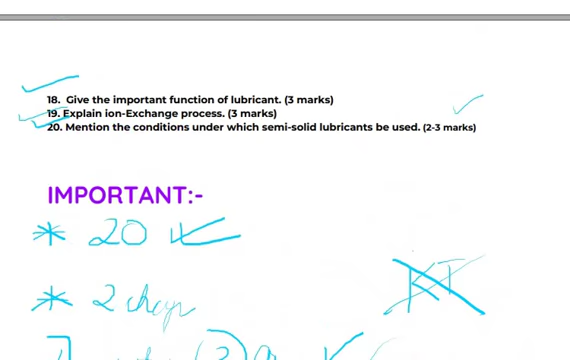 18. Give the important function of lubricant. (3 marks)
19. Explain ion-Exchange process. (3 marks)
20. Mention the conditions under which semi-solid lubricants be used. (2-3 marks)
IMPORTANT:-
* 20
* 2 chap